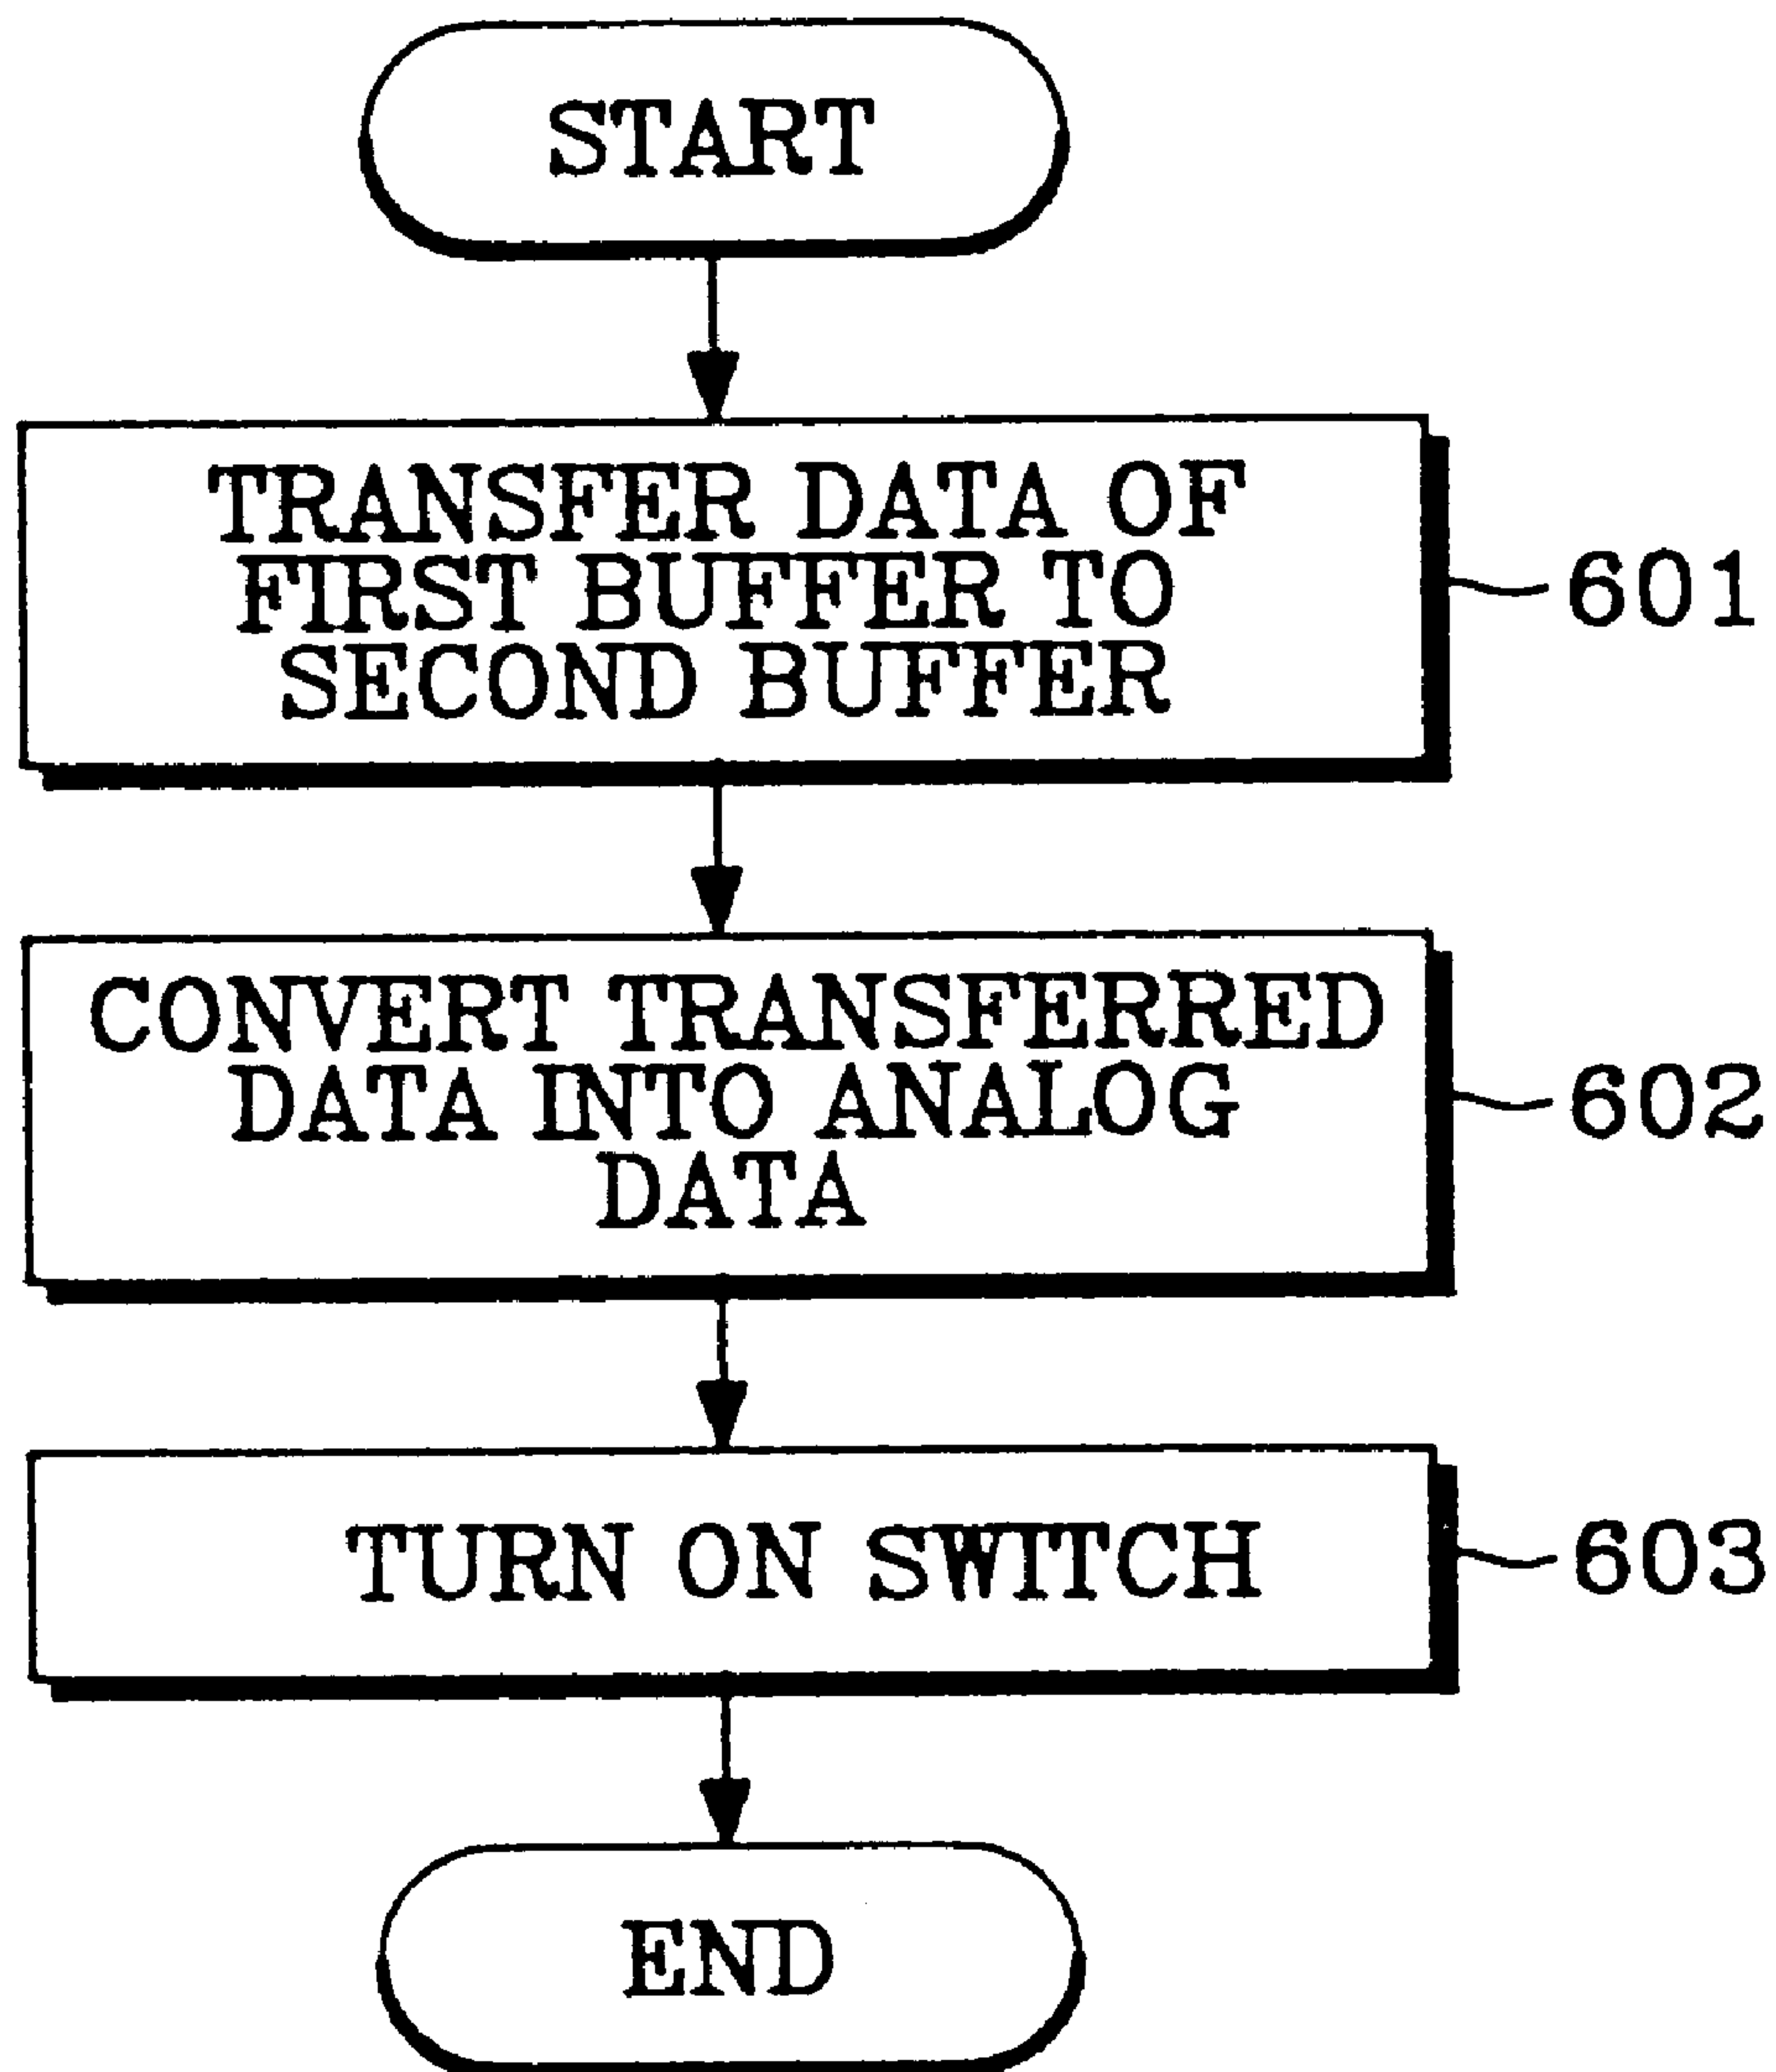 START
TRANSFER DATA OF
FIRST BUFFER TO
SECOND BUFFER
601
CONVERT TRANSFERRED
DATA INTO ANALOG
DATA
602
TURN ON SWITCH
603
END